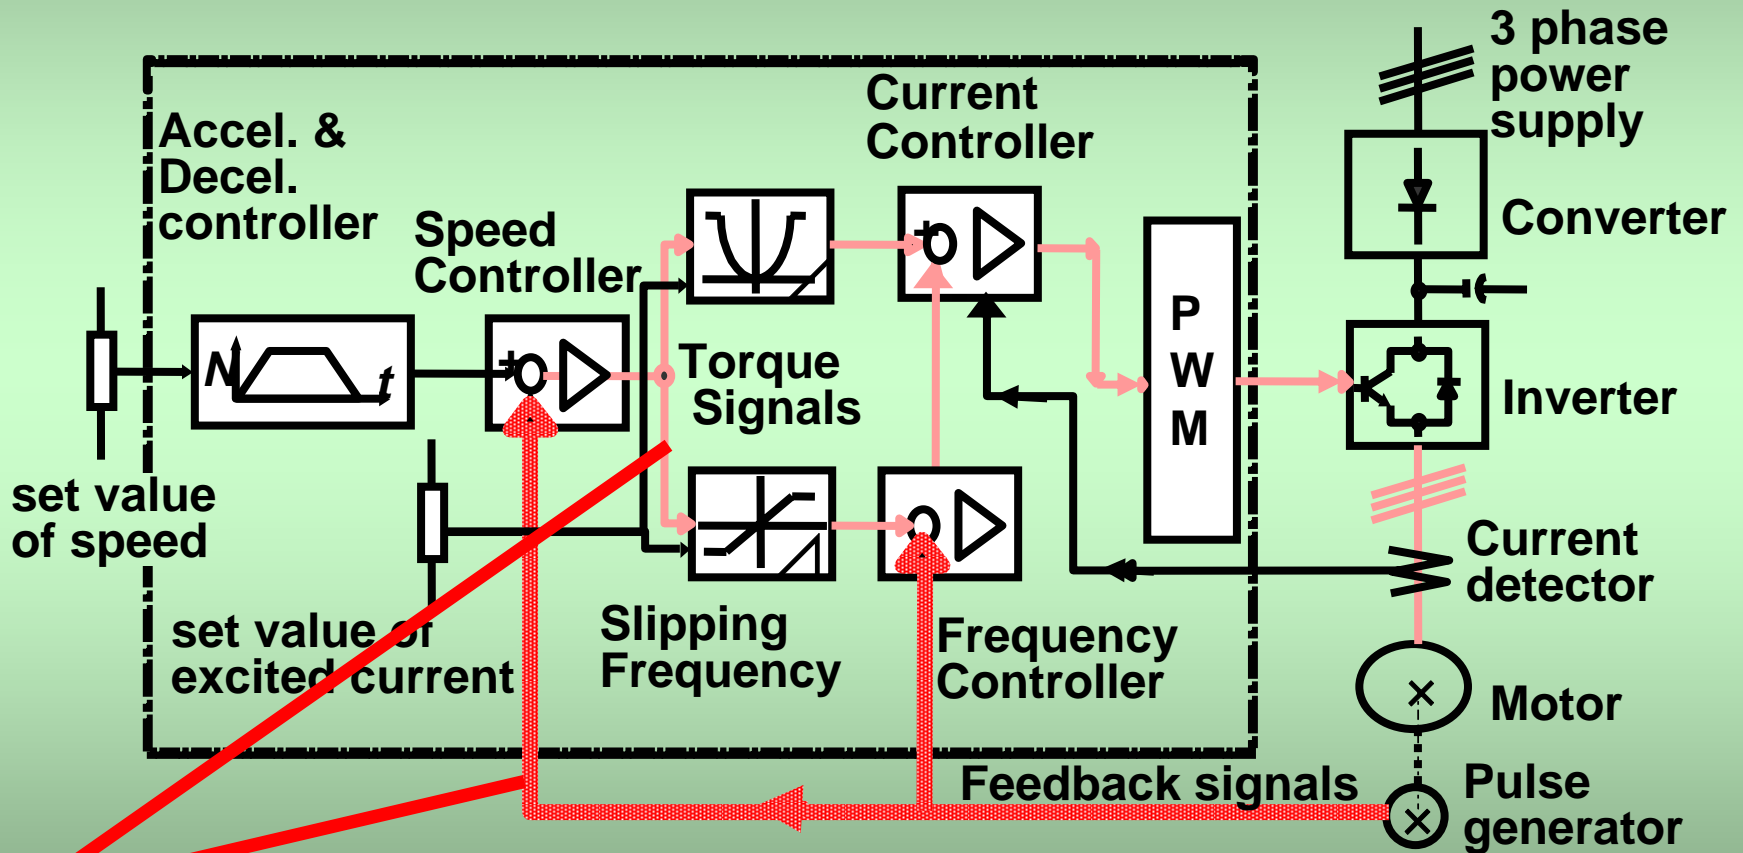 3 phase
power
supply
Current
Controller
Accel. &
Decel.
controller
Speed
Controller
Converter
+
+
N
t
P
W
M
Torque
Signals
Inverter
set value
of speed
Current
detector
set value of
excited current
Slipping
Frequency
Frequency
Controller
Motor
Feedback signals
Pulse
generator